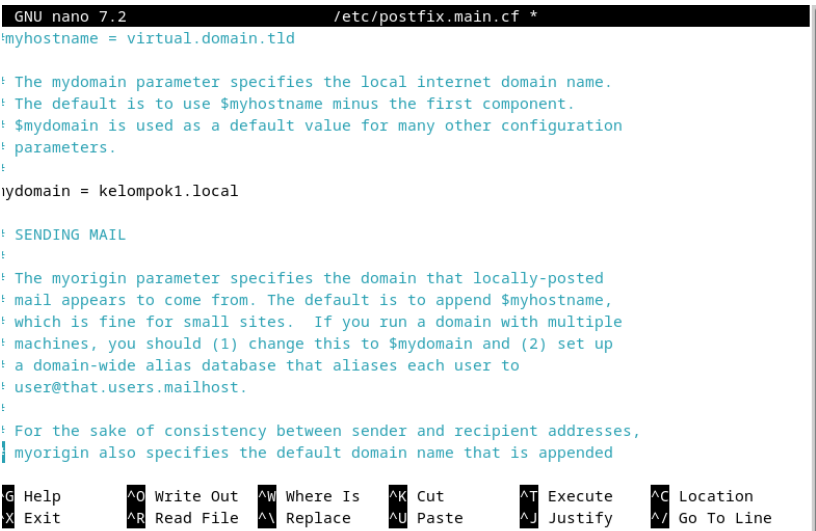 GNU nano 7.2 /etc/postfix.main.cf *
#myhostname = virtual.domain.tld
# The mydomain parameter specifies the local internet domain name.
# The default is to use $myhostname minus the first component.
# $mydomain is used as a default value for many other configuration
# parameters.
#
mydomain = kelompok1.local
# SENDING MAIL
#
# The myorigin parameter specifies the domain that locally-posted
# mail appears to come from. The default is to append $myhostname,
# which is fine for small sites.  If you run a domain with multiple
# machines, you should (1) change this to $mydomain and (2) set up
# a domain-wide alias database that aliases each user to
# user@that.users.mailhost.
#
# For the sake of consistency between sender and recipient addresses,
# myorigin also specifies the default domain name that is appended
^G Help ^O Write Out ^W Where Is ^K Cut ^T Execute ^C Location
^X Exit ^R Read File ^\ Replace ^U Paste ^J Justify ^/ Go To Line